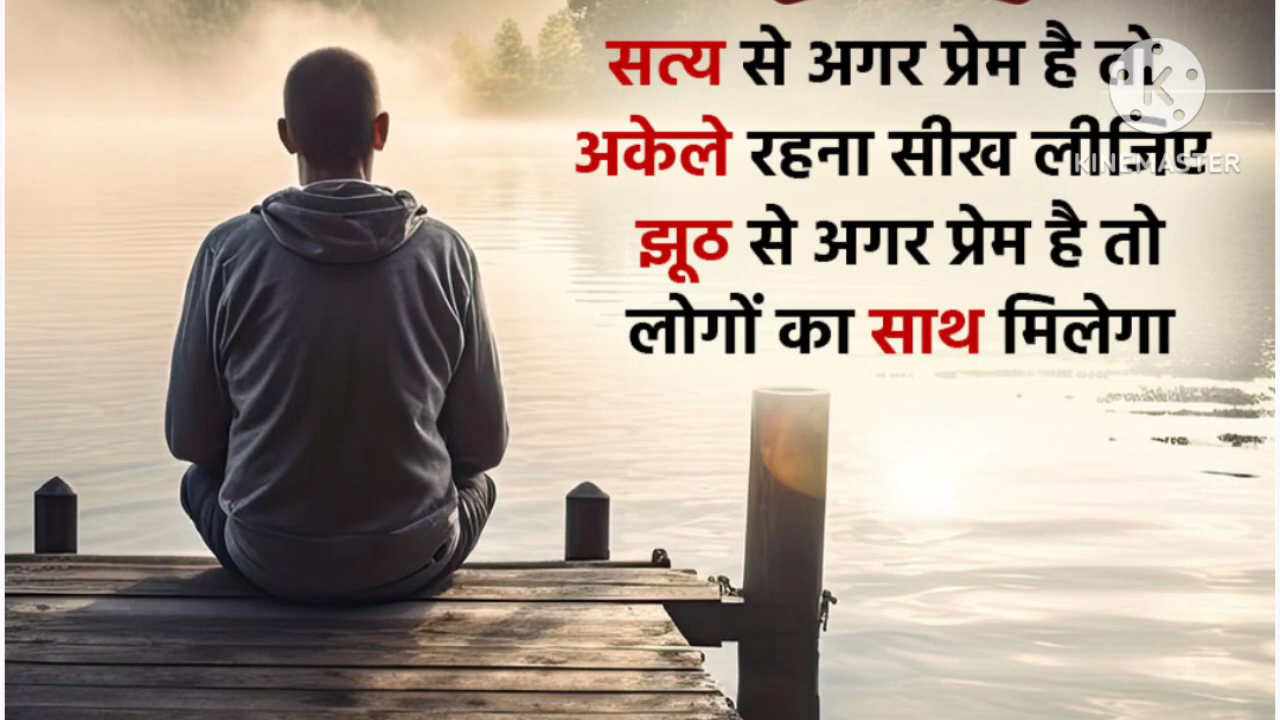 सत्य से अगर प्रेम है तो
अकेले रहना सीख लीजिए
KINEMASTER
झूठ से अगर प्रेम है तो
लोगों का साथ मिलेगा